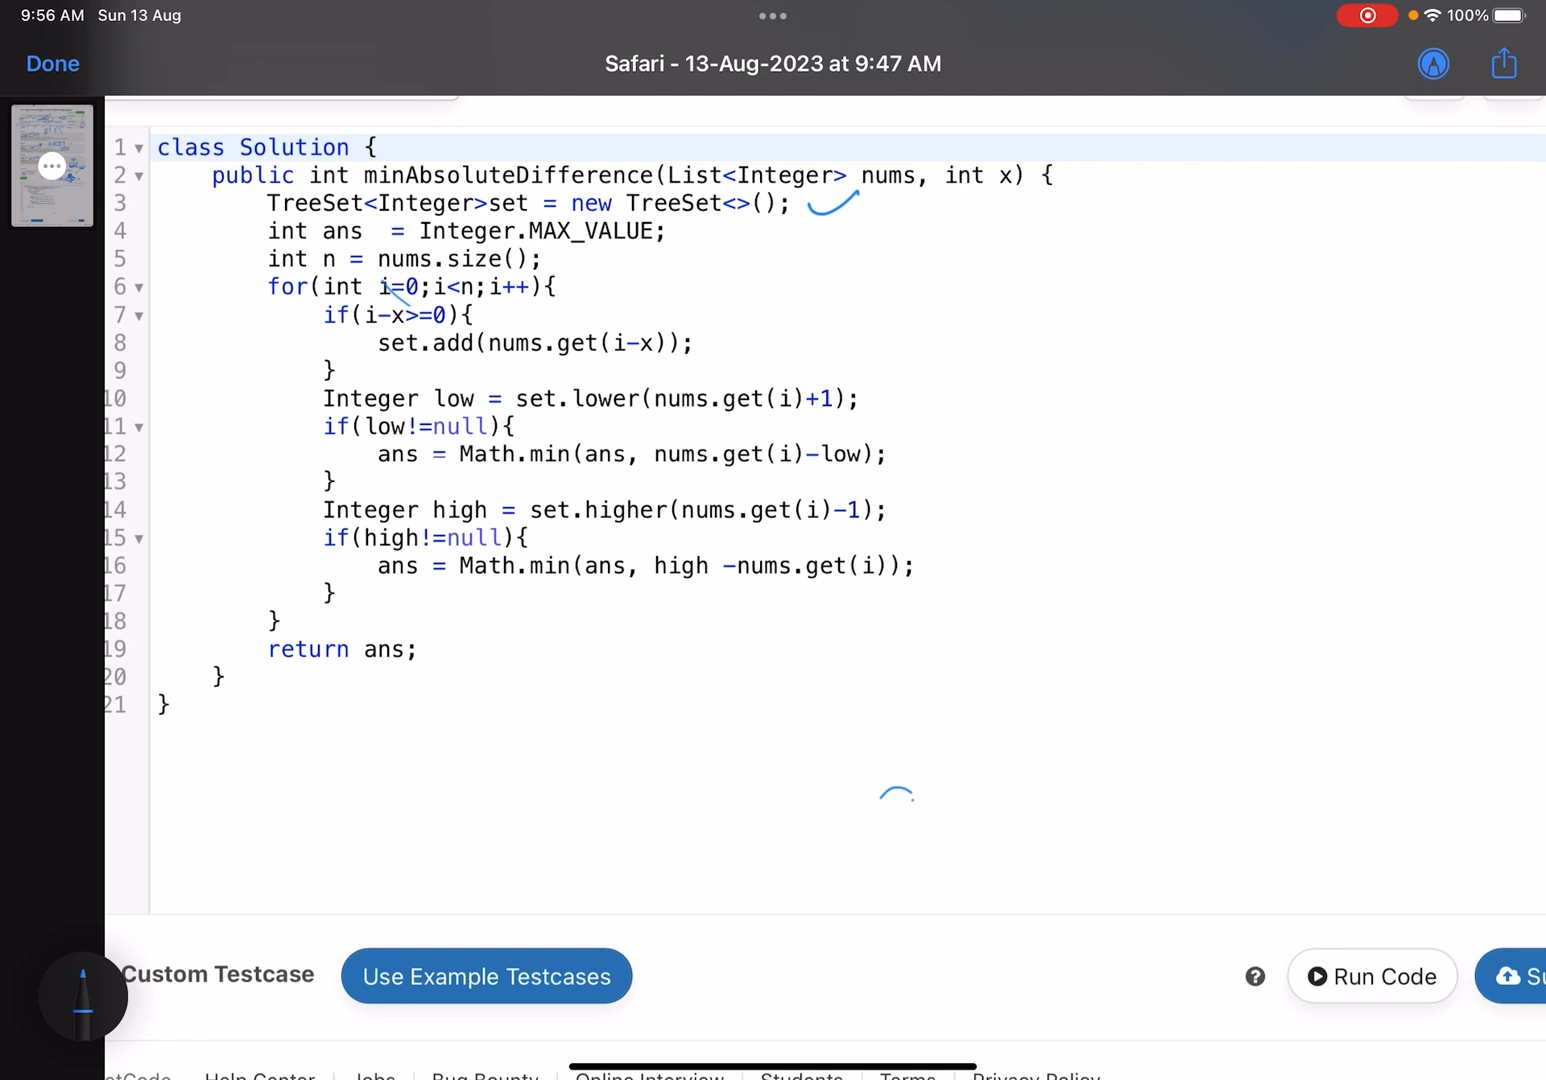 9:56 AM Sun 13 Aug
100%
Done
Safari - 13-Aug-2023 at 9:47 AM
1 class Solution {
2 public int minAbsoluteDifference(List<Integer> nums, int x) {
3 TreeSet<Integer>set = new TreeSet<>();
4 int ans  = Integer.MAX_VALUE;
5 int n = nums.size();
6 for(int i=0;i<n;i++){
7 if(i-x>=0){
8 set.add(nums.get(i-x));
9 }
10 Integer low = set.lower(nums.get(i)+1);
11 if(low!=null){
12 ans = Math.min(ans, nums.get(i)-low);
13 }
14 Integer high = set.higher(nums.get(i)-1);
15 if(high!=null){
16 ans = Math.min(ans, high -nums.get(i));
17 }
18 }
19 return ans;
20 }
21 }
Custom Testcase
Use Example Testcases
Run Code
Su
etCode Help Center Jobs Bug Bounty Online Interview Students Terms Privacy Policy